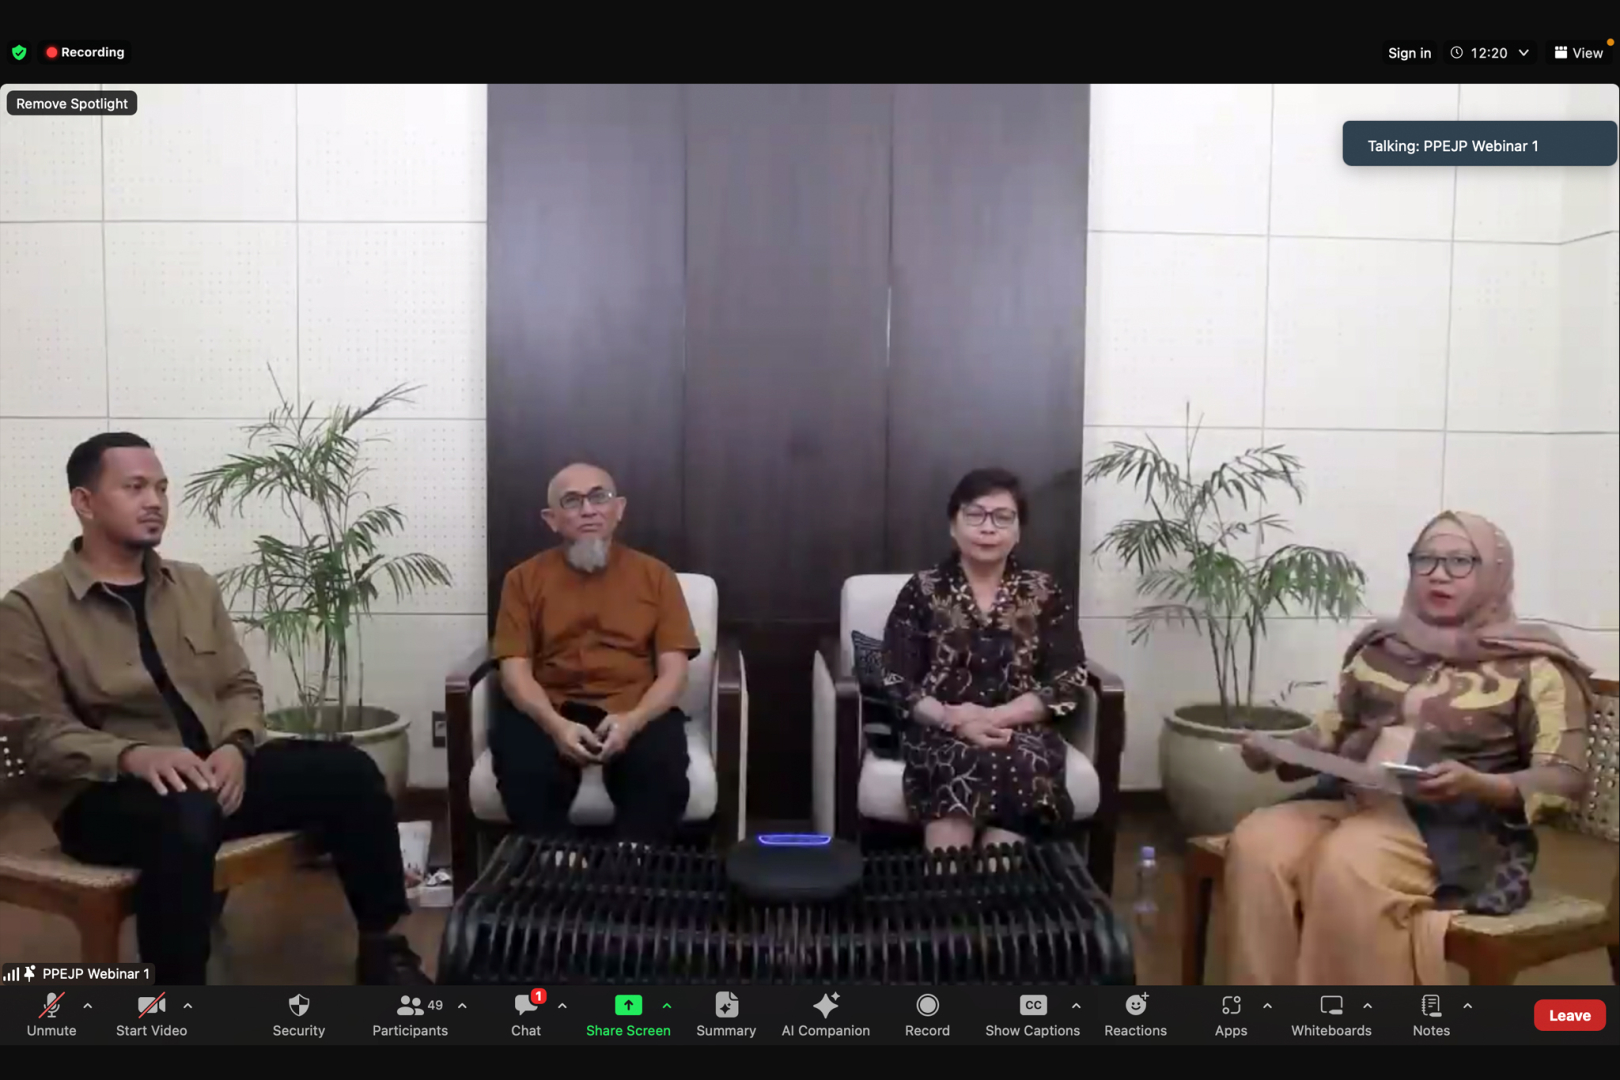 Recording
Sign in
12:20
View
Remove Spotlight
Talking: PPEJP Webinar 1
PPEJP Webinar 1
Unmute
Start Video
Security
Participants
49
Chat
1
Share Screen
Summary
AI Companion
Record
CC
Show Captions
Reactions
Apps
Whiteboards
Notes
Leave